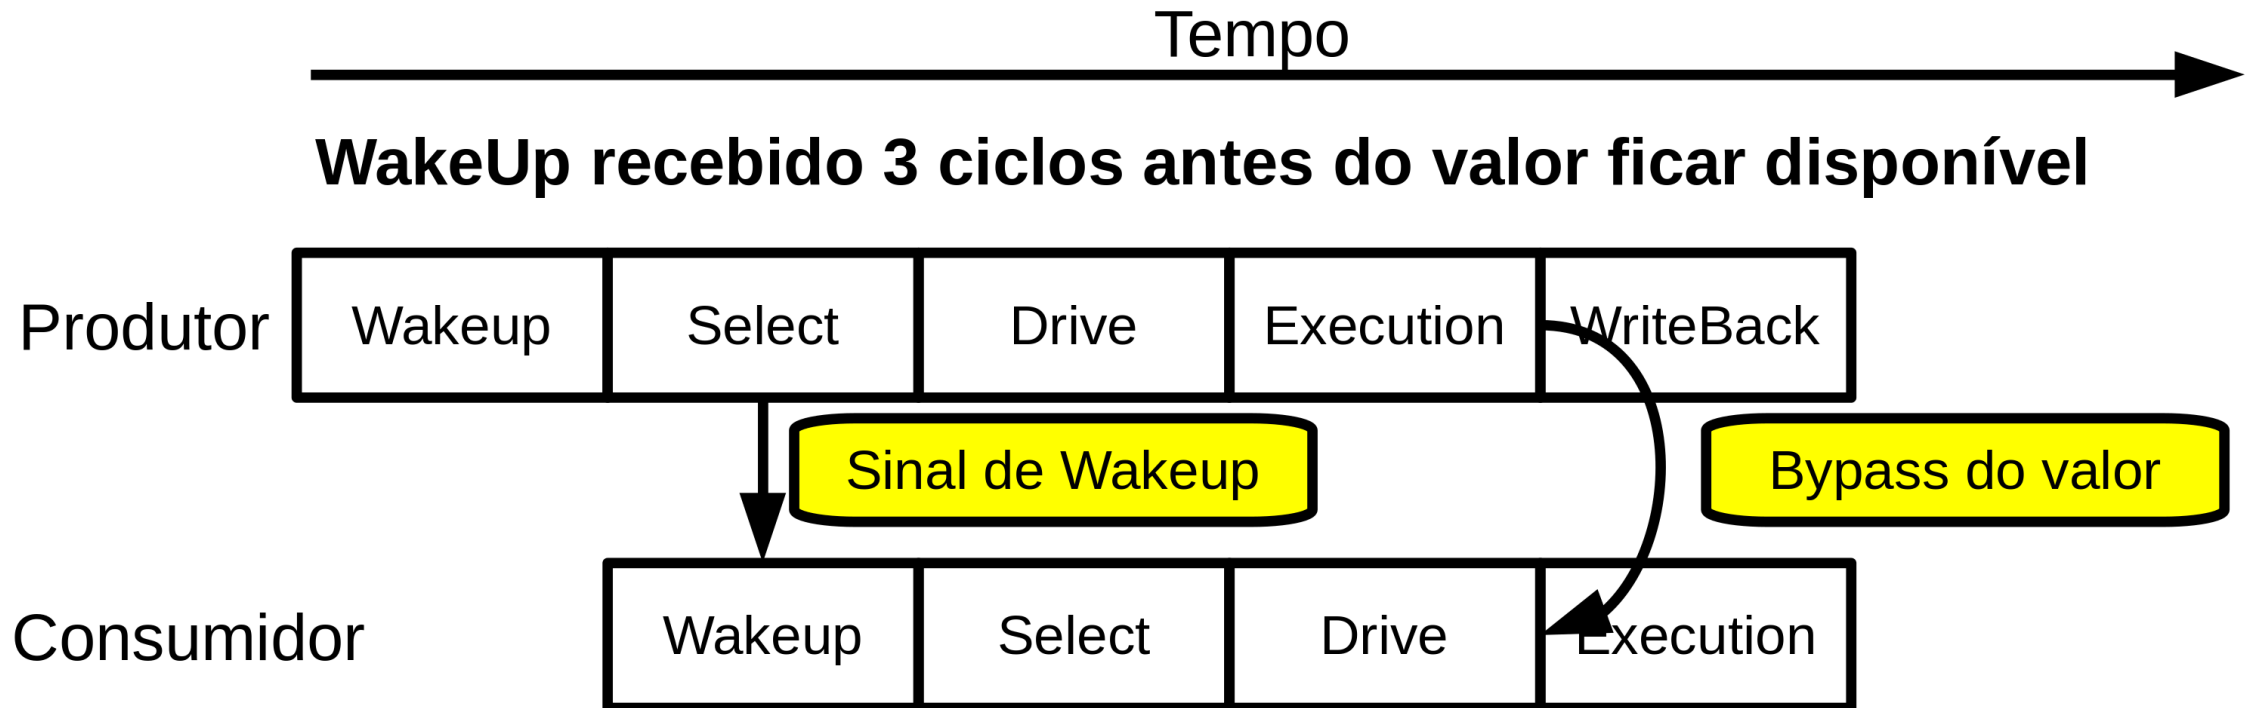 Tempo
WakeUp recebido 3 ciclos antes do valor ficar disponível
Produtor
Wakeup
Select
Drive
Execution
WriteBack
Sinal de Wakeup
Bypass do valor
Consumidor
Wakeup
Select
Drive
Execution